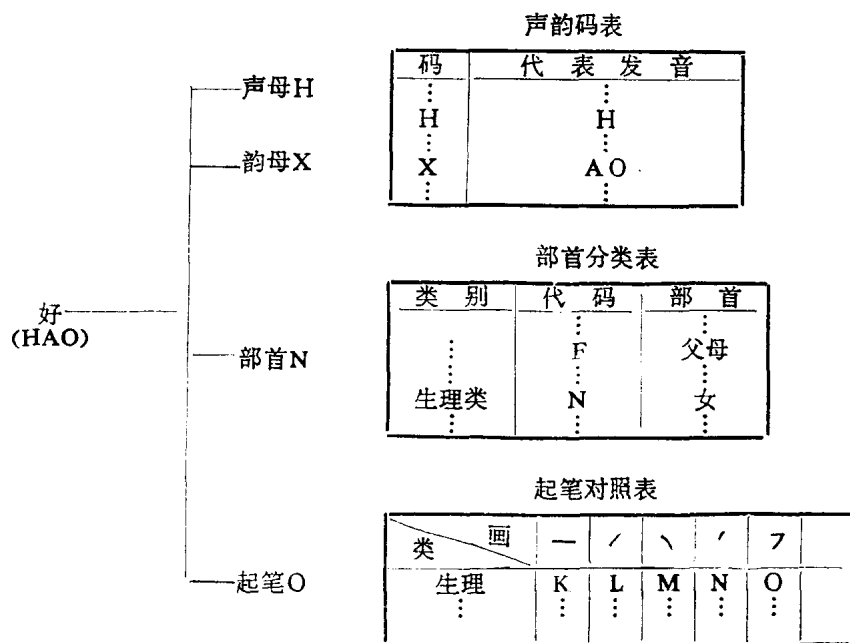 声韵码表
码 代表发音
声母H
H H
韵母X
X AO
部首分类表
类别 代码 部首
好
(HAO)
F 父母
部首N
生理类 N 女
起笔对照表
类 画 一 ㇀ ㇏ ′ ㇇
起笔O
生理 K L M N O